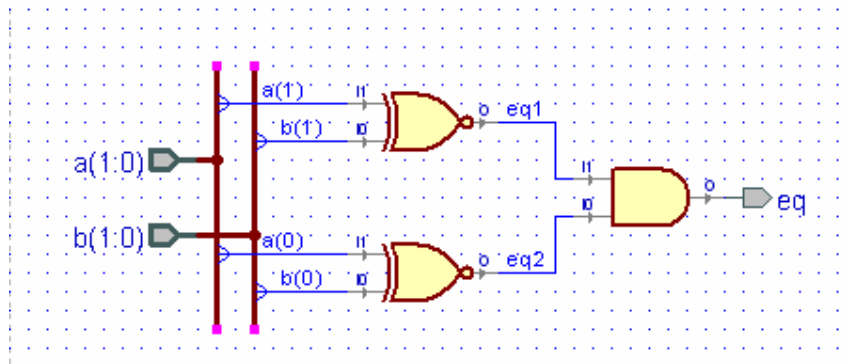 a(1) I1
b(1) I0 O eq1
a(1:0) I1 O
I0 eq
b(1:0)
a(0) I1
b(0) I0 O eq2